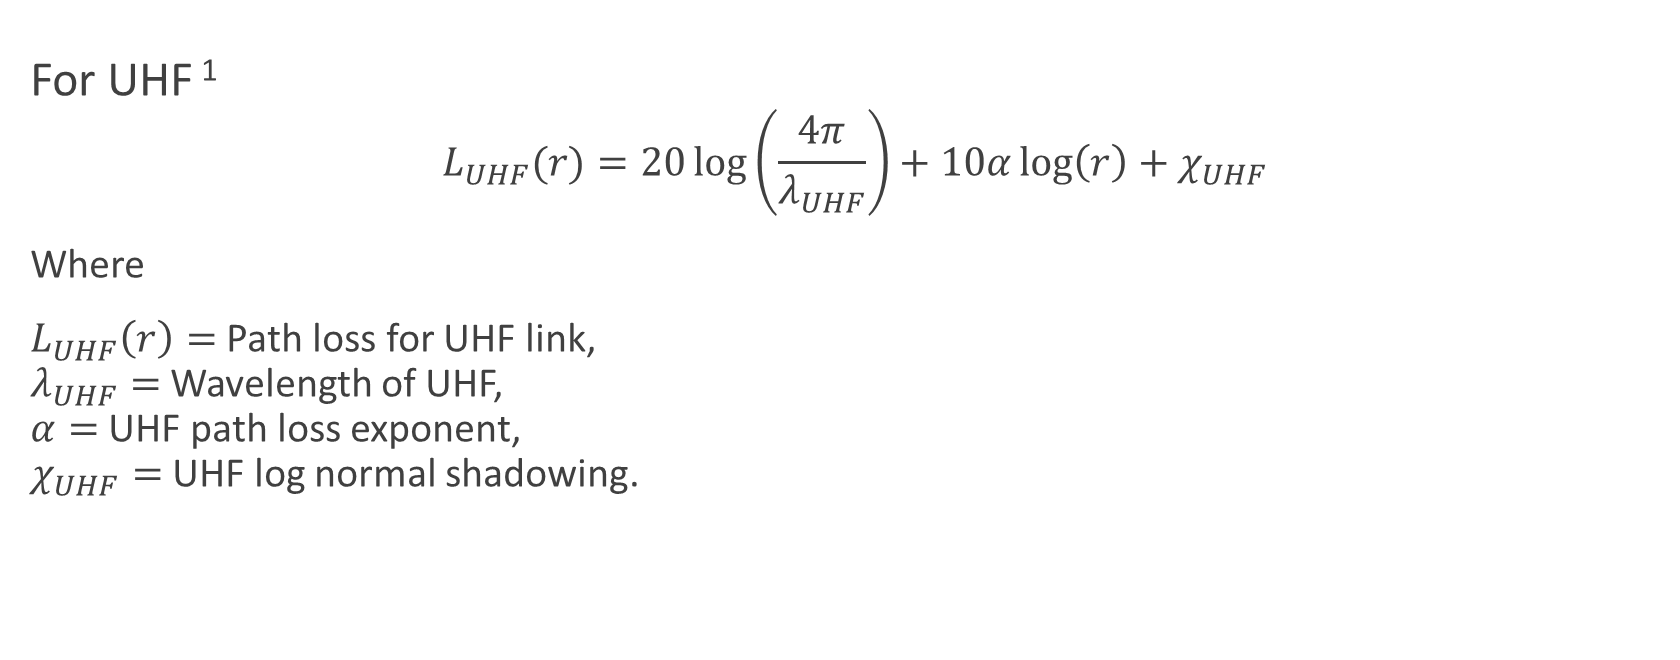 For UHF ¹
L_UHF(r) = 20 log(4π/λ_UHF) + 10α log(r) + χ_UHF
Where
L_UHF(r) = Path loss for UHF link,
λ_UHF = Wavelength of UHF,
α = UHF path loss exponent,
χ_UHF = UHF log normal shadowing.